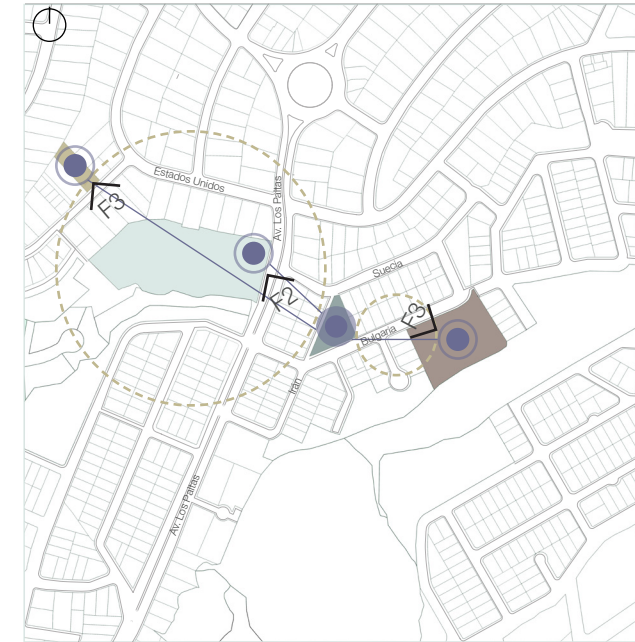 Estados Unidos
Av. Los Paltas
F3
Suecia
F2
F3
Bulgaria
Irán
Av. Los Paltas